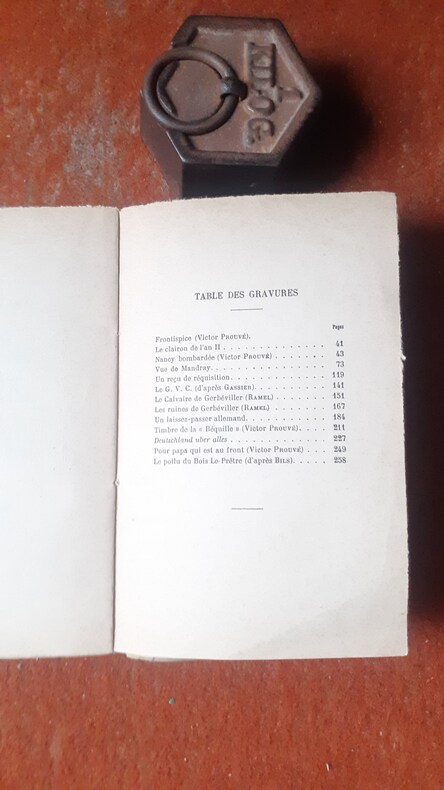 1 KILOG.
TABLE DES GRAVURES
Pages
Frontispice (Victor PROUVÉ).
Le clairon de l'an II . . . . . . . . . . . . 41
Nancy bombardée (Victor PROUVÉ) . . . . . . . 43
Vue de Mandray. . . . . . . . . . . . . . 73
Un reçu de réquisition. . . . . . . . . . . 119
Le G. V. C. (d'après GASSIER). . . . . . . . . 141
Le Calvaire de Gerbéviller (RAMEL) . . . . . . 151
Les ruines de Gerbéviller (RAMEL) . . . . . . . 167
Un laissez-passer allemand. . . . . . . . . . 184
Timbre de la « Béquille » (Victor PROUVÉ). . . . 211
Deutschland uber alles . . . . . . . . . . . 227
Pour papa qui est au front (Victor PROUVÉ) . . . 249
Le poilu du Bois Le-Prêtre (d'après BILS). . . . . 258